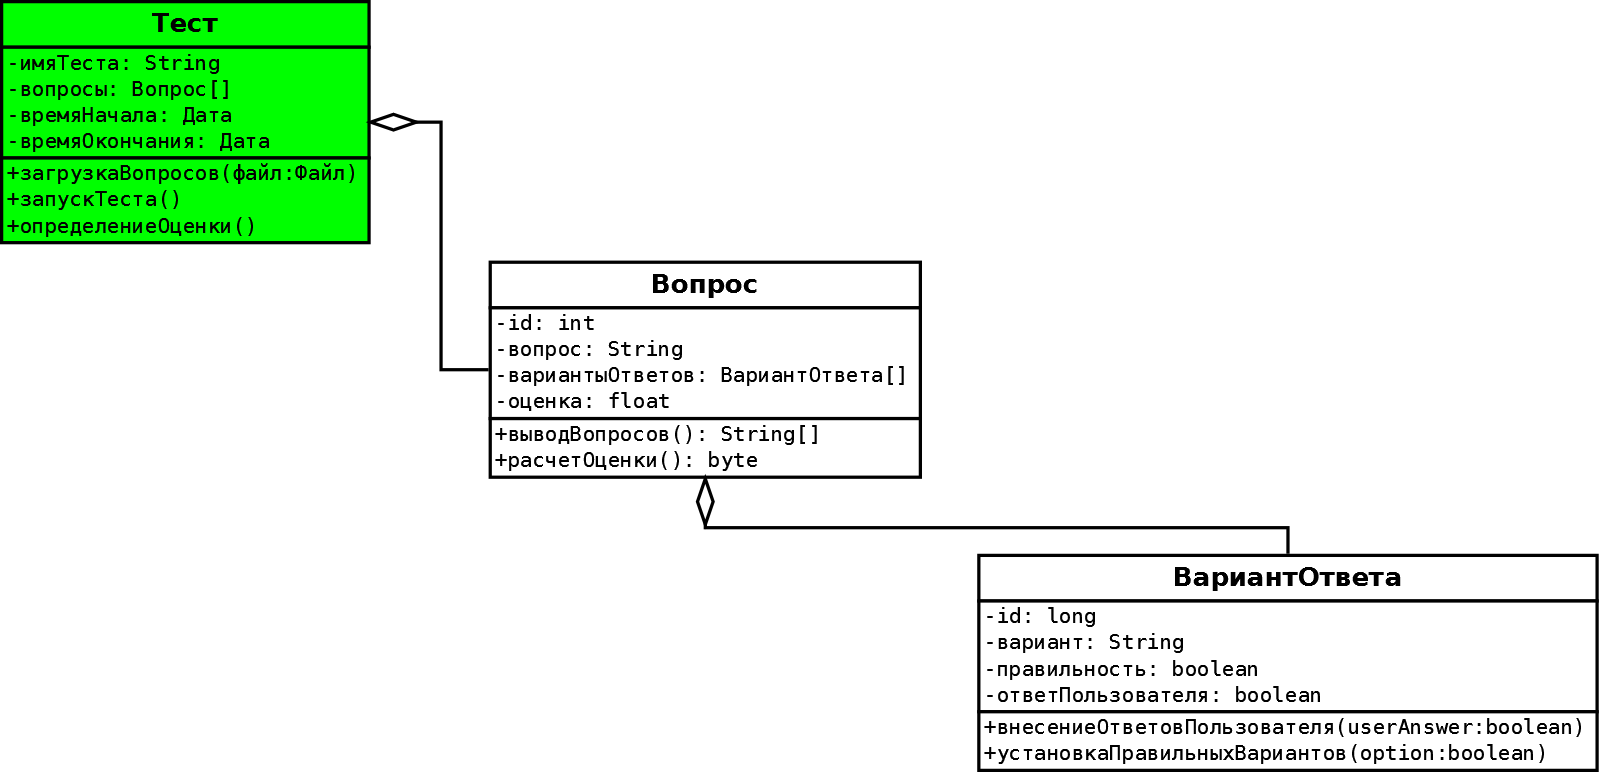 Тест
-имяТеста: String
-вопросы: Вопрос[]
-времяНачала: Дата
-времяОкончания: Дата
+загрузкаВопросов(файл:Файл)
+запускТеста()
+определениеОценки()
Вопрос
-id: int
-вопрос: String
-вариантыОтветов: ВариантОтвета[]
-оценка: float
+выводВопросов(): String[]
+расчетОценки(): byte
ВариантОтвета
-id: long
-вариант: String
-правильность: boolean
-ответПользователя: boolean
+внесениеОтветовПользователя(userAnswer:boolean)
+установкаПравильныхВариантов(option:boolean)